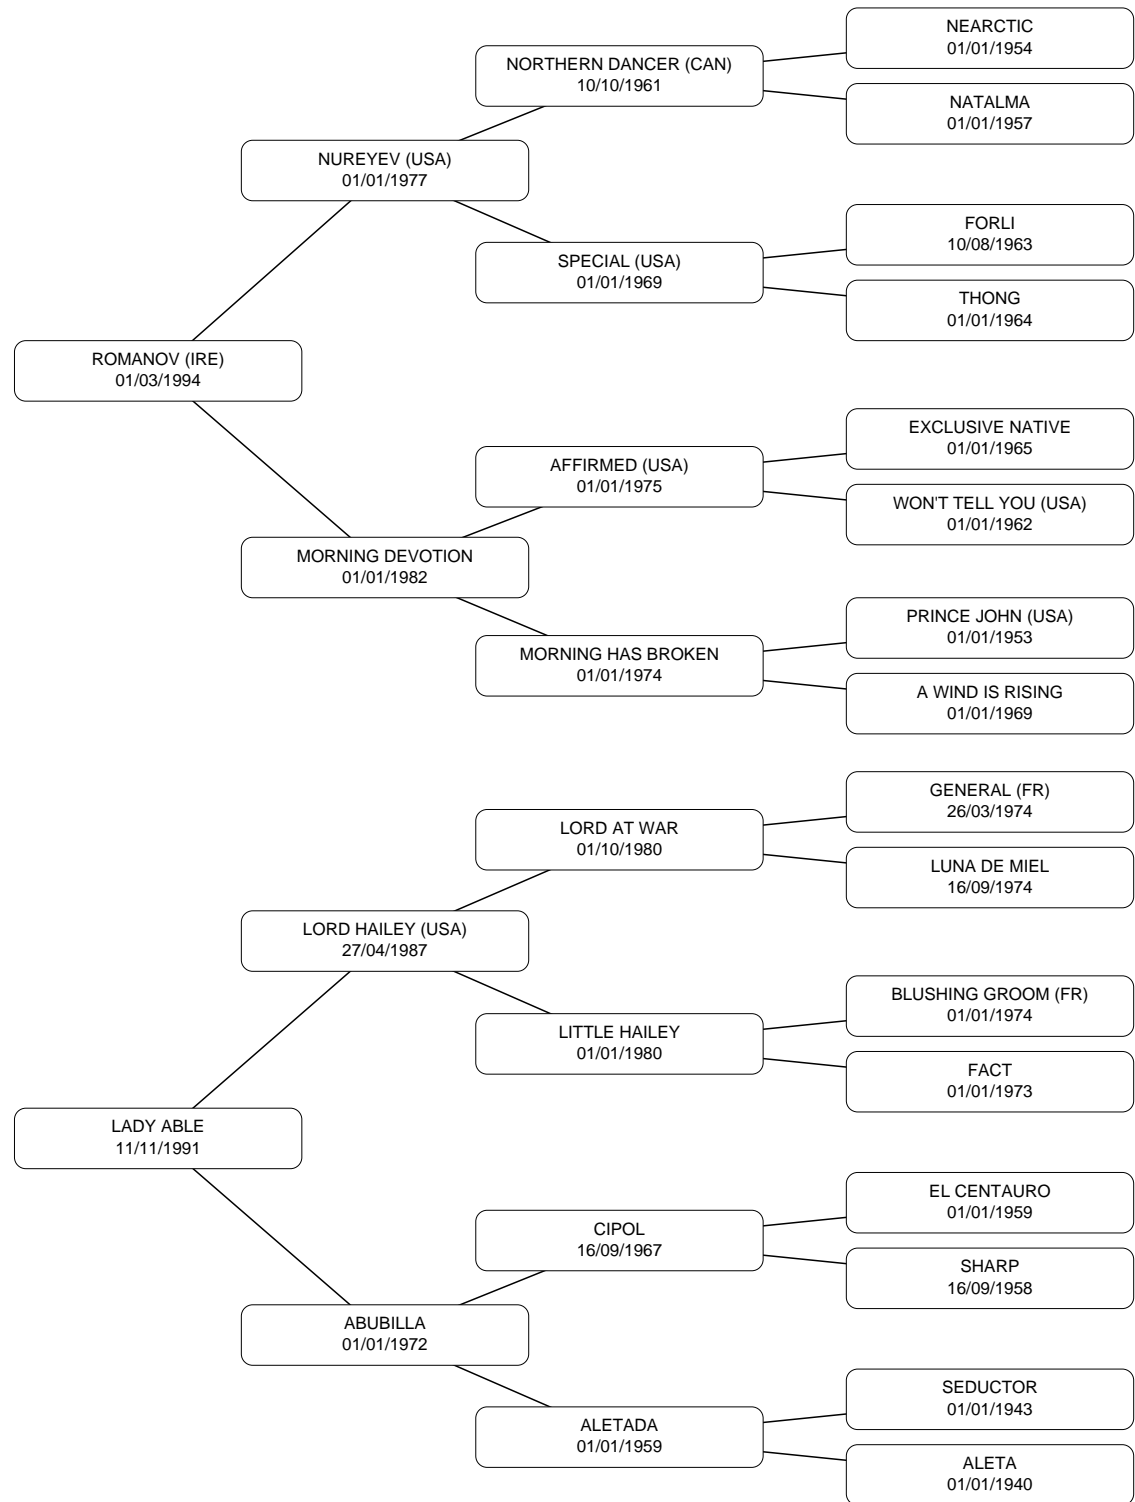 NEARCTIC
01/01/1954
NORTHERN DANCER (CAN)
10/10/1961
NATALMA
01/01/1957
NUREYEV (USA)
01/01/1977
FORLI
10/08/1963
SPECIAL (USA)
01/01/1969
THONG
01/01/1964
ROMANOV (IRE)
01/03/1994
EXCLUSIVE NATIVE
01/01/1965
AFFIRMED (USA)
01/01/1975
WON'T TELL YOU (USA)
01/01/1962
MORNING DEVOTION
01/01/1982
PRINCE JOHN (USA)
01/01/1953
MORNING HAS BROKEN
01/01/1974
A WIND IS RISING
01/01/1969
GENERAL (FR)
26/03/1974
LORD AT WAR
01/10/1980
LUNA DE MIEL
16/09/1974
LORD HAILEY (USA)
27/04/1987
BLUSHING GROOM (FR)
01/01/1974
LITTLE HAILEY
01/01/1980
FACT
01/01/1973
LADY ABLE
11/11/1991
EL CENTAURO
01/01/1959
CIPOL
16/09/1967
SHARP
16/09/1958
ABUBILLA
01/01/1972
SEDUCTOR
01/01/1943
ALETADA
01/01/1959
ALETA
01/01/1940